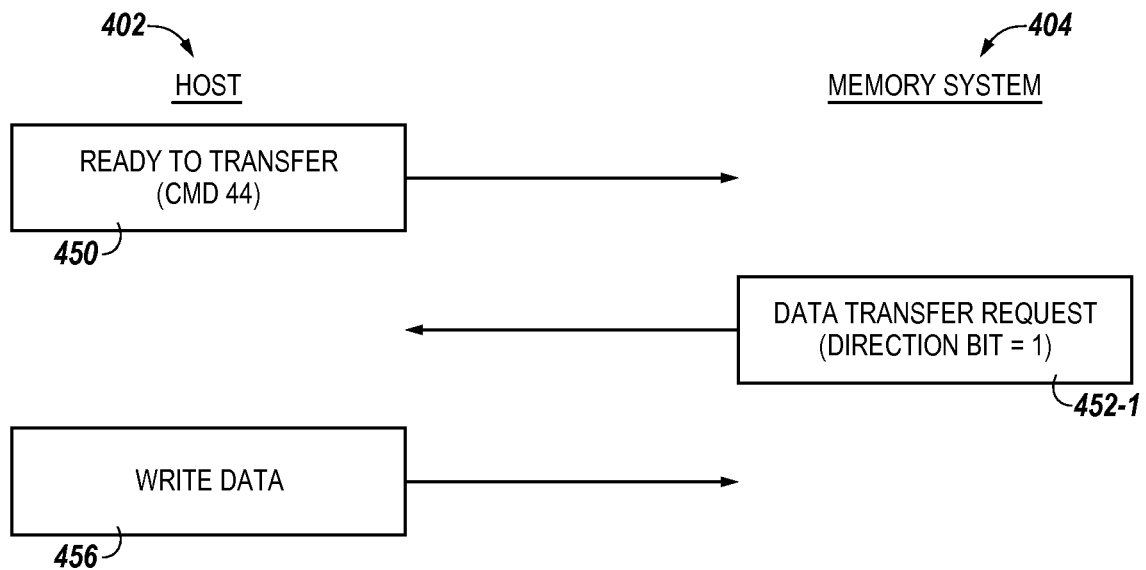 402
404
HOST
MEMORY SYSTEM
READY TO TRANSFER
(CMD 44)
450
DATA TRANSFER REQUEST
(DIRECTION BIT = 1)
452-1
WRITE DATA
456